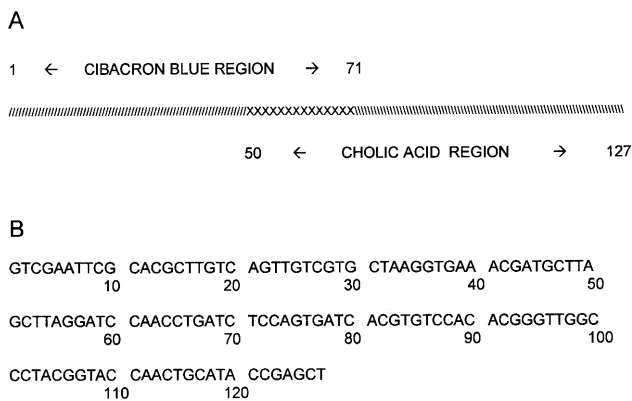 A
1 ← CIBACRON BLUE REGION → 71
\\\\\\\\\\\\\\\\\\\\\\\\\\\\\\\\XXXXXXXXXXXXXX\\\\\\\\\\\\\\\\\\\\\\\\\\\\\\\\
50 ← CHOLIC ACID REGION → 127
B
GTCGAATTCG CACGCTTGTC AGTTGTCGTG CTAAGGTGAA ACGATGCTTA
10 20 30 40 50
GCTTAGGATC CAACCTGATC TCCAGTGATC ACGTGTCCAC ACGGGTTGGC
60 70 80 90 100
CCTACGGTAC CAACTGCATA CCGAGCT
110 120